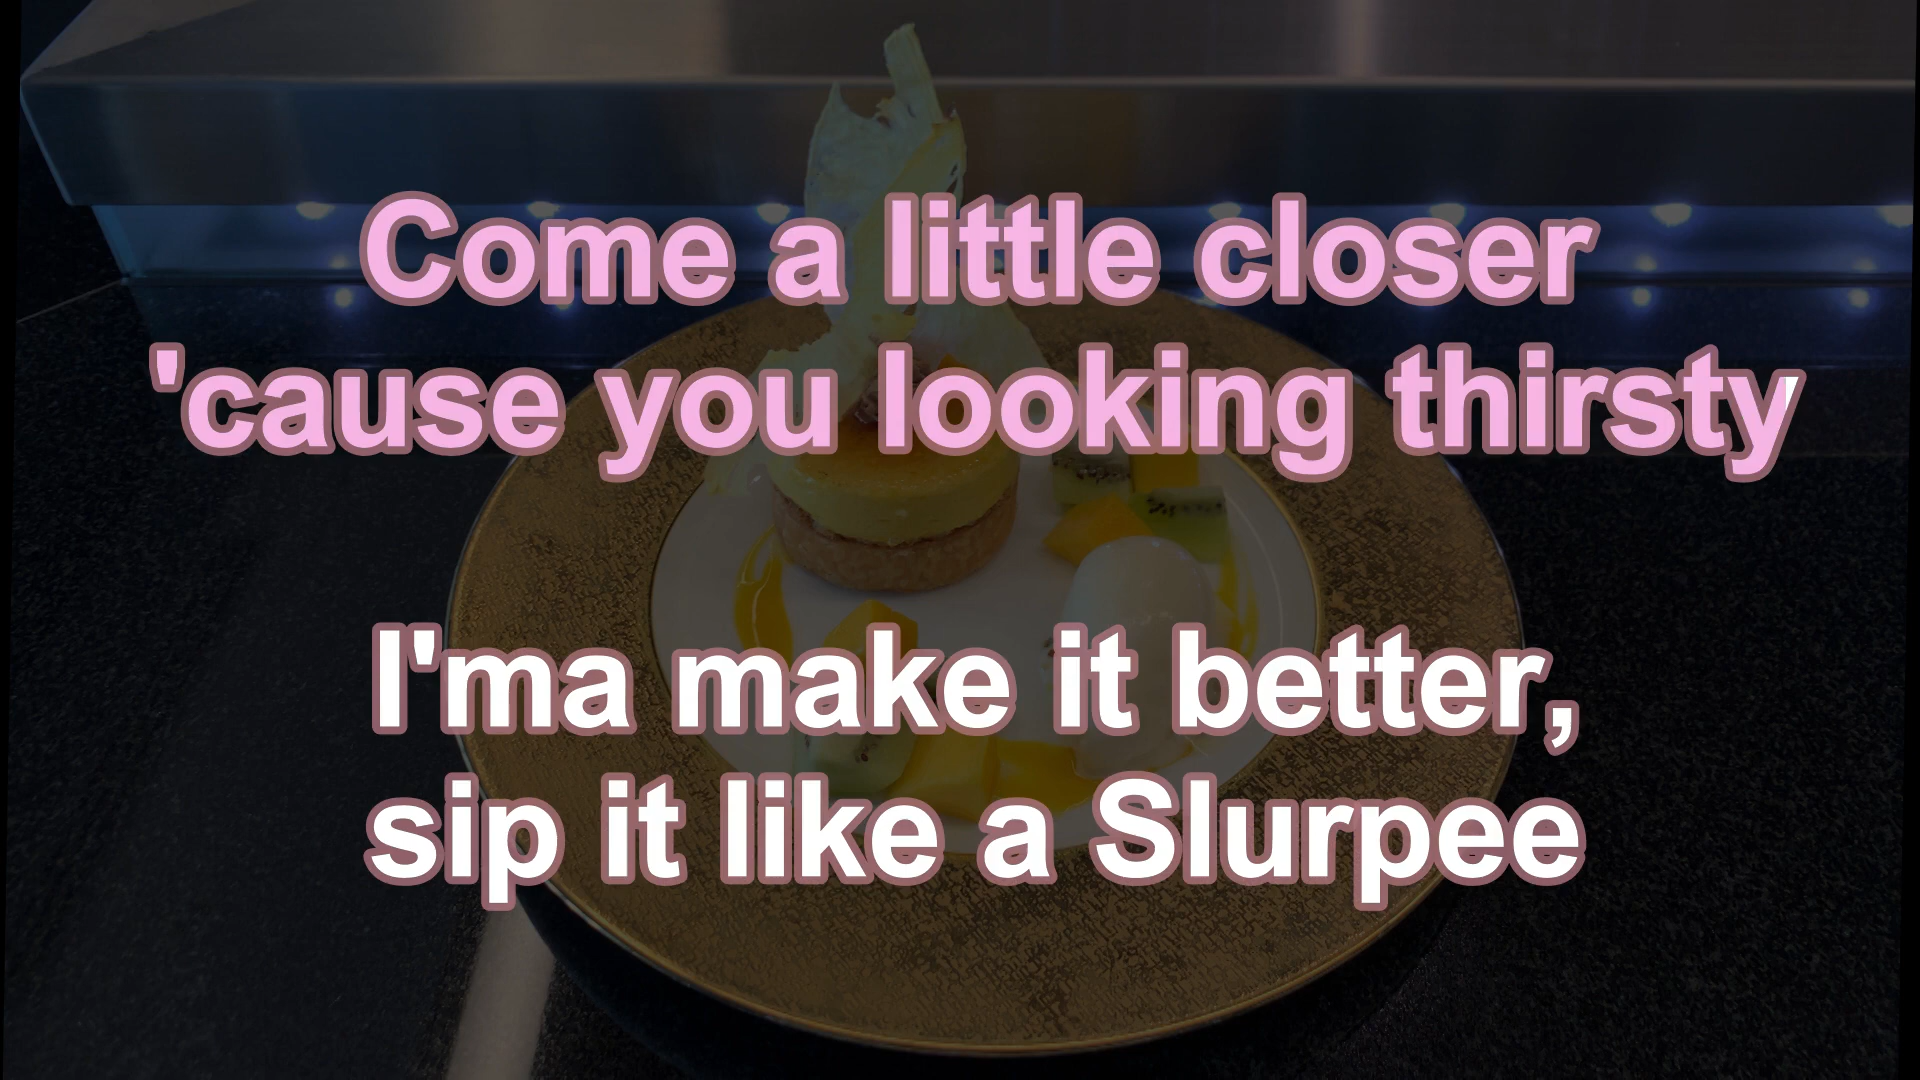 Come a little closer
'cause you looking thirsty
I'ma make it better,
sip it like a Slurpee